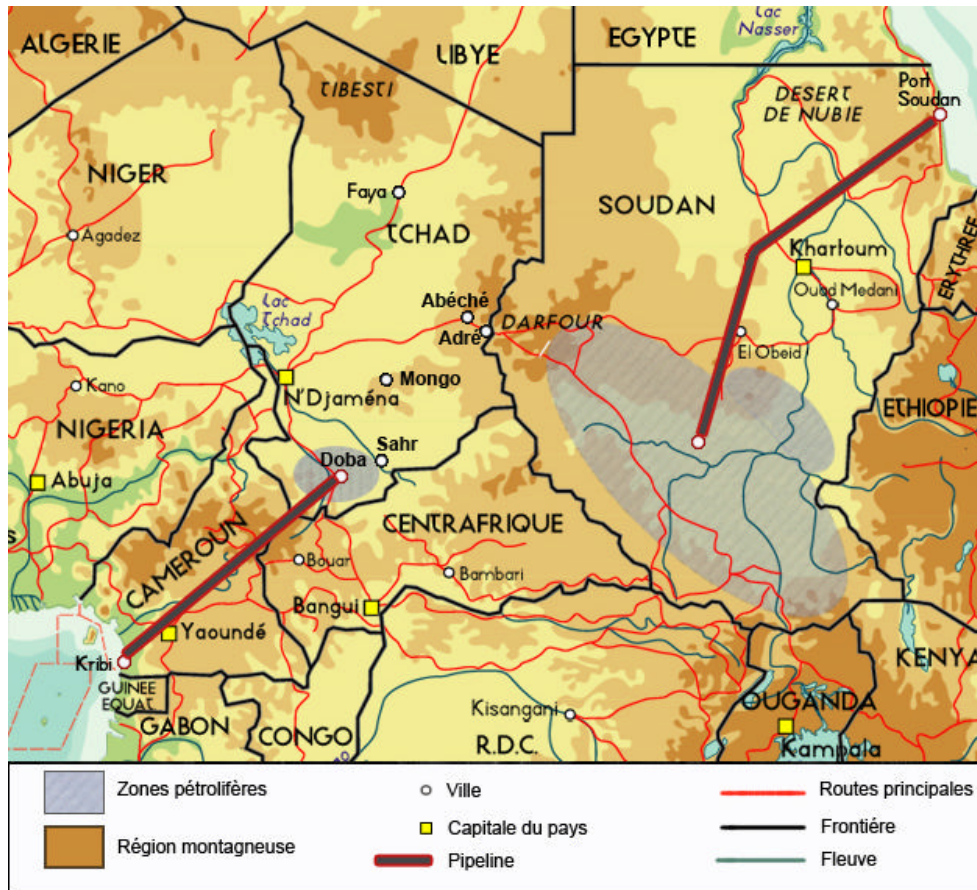 ALGERIE
LIBYE
EGYPTE
Lac
Nasser
TIBESTI
Port
Soudan
DESERT
DE NUBIE
NIGER
Faya
SOUDAN
Agadez
TCHAD
Khartoum
ERYTHREE
Ouad Medani
Lac
Tchad
Abéché
Adré
DARFOUR
El Obeid
Kano
Mongo
N'Djaména
ETHIOPIE
NIGERIA
Sahr
Doba
Abuja
CENTRAFRIQUE
CAMEROUN
Bouar
Bambari
Bangui
Yaoundé
Kribi
KENYA
GUINEE
EQUAT
GABON
CONGO
Kisangani
R.D.C.
OUGANDA
Kampala
Zones pétrolifères
Ville
Routes principales
Région montagneuse
Capitale du pays
Frontiére
Pipeline
Fleuve